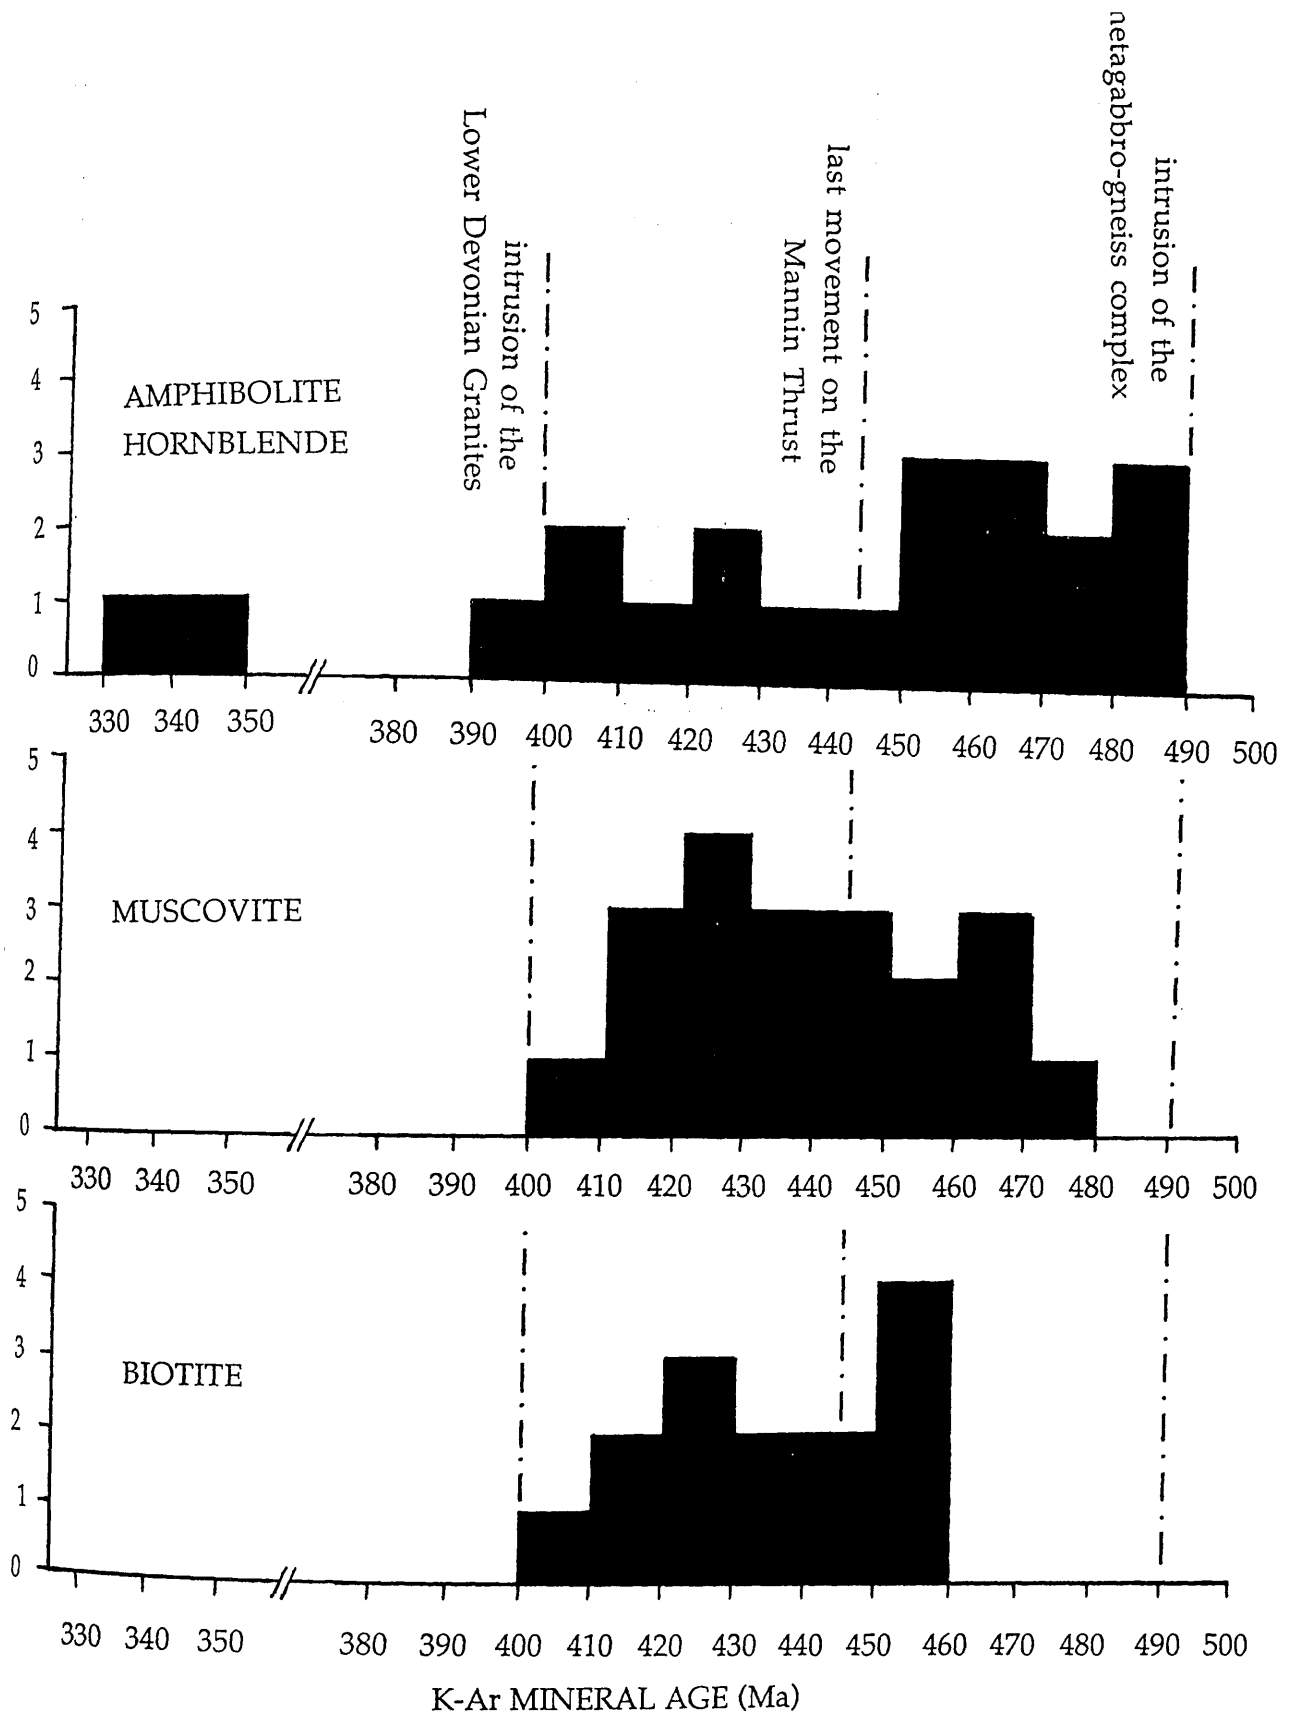 intrusion of the
netagabbro-gneiss complex
last movement on the
Mannin Thrust
intrusion of the
Lower Devonian Granites
5
4
3
2
1
0
AMPHIBOLITE
HORNBLENDE
330 340 350 380 390 400 410 420 430 440 450 460 470 480 490 500
5
4
3
2
1
0
MUSCOVITE
330 340 350 380 390 400 410 420 430 440 450 460 470 480 490 500
5
4
3
2
1
0
BIOTITE
330 340 350 380 390 400 410 420 430 440 450 460 470 480 490 500
K-Ar MINERAL AGE (Ma)